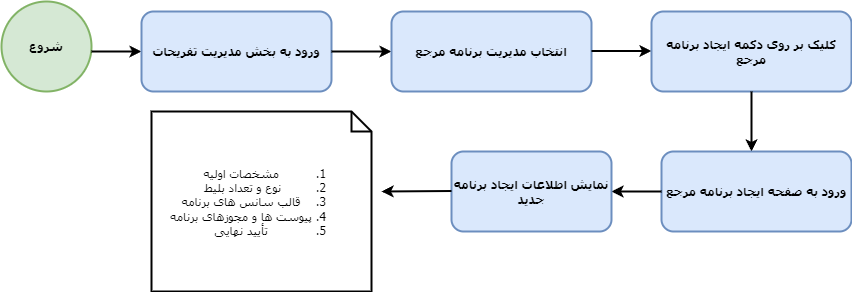 شروع
ورود به بخش مدیریت تفریحات
انتخاب مدیریت برنامه مرجع
کلیک بر روی دکمه ایجاد برنامه
مرجع
ورود به صفحه ایجاد برنامه مرجع
نمایش اطلاعات ایجاد برنامه
جدید
1. مشخصات اولیه
2. نوع و تعداد بلیط
3. قالب سانس های برنامه
4. پیوست ها و مجوزهای برنامه
5. تأیید نهایی